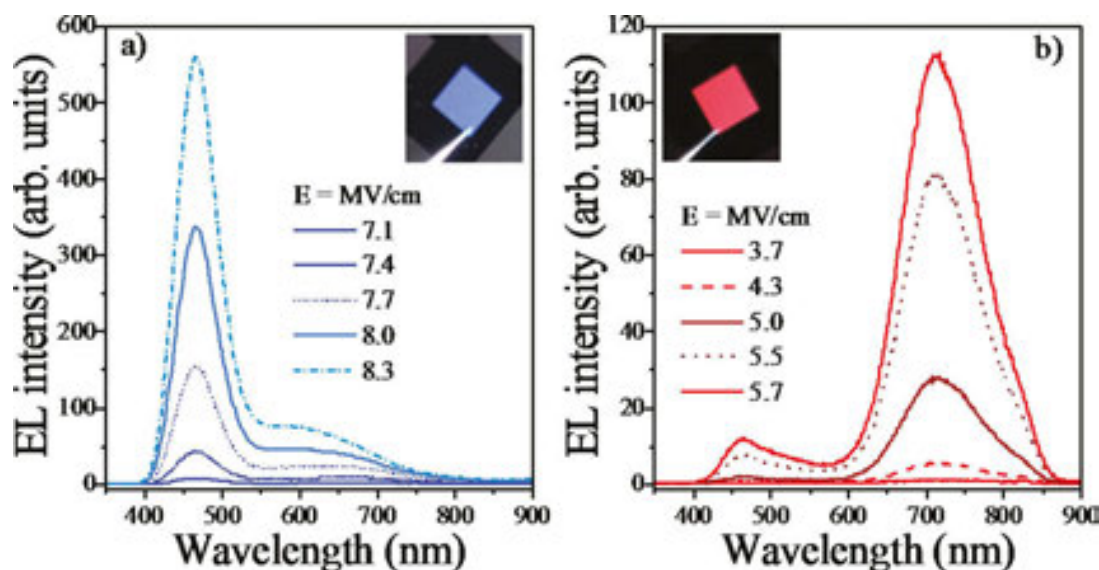 a)
EL intensity (arb. units)
600
500
400
300
200
100
0
E = MV/cm
7.1
7.4
7.7
8.0
8.3
400 500 600 700 800 900
Wavelength (nm)
b)
EL intensity (arb. units)
120
100
80
60
40
20
0
E = MV/cm
3.7
4.3
5.0
5.5
5.7
400 500 600 700 800 900
Wavelength (nm)